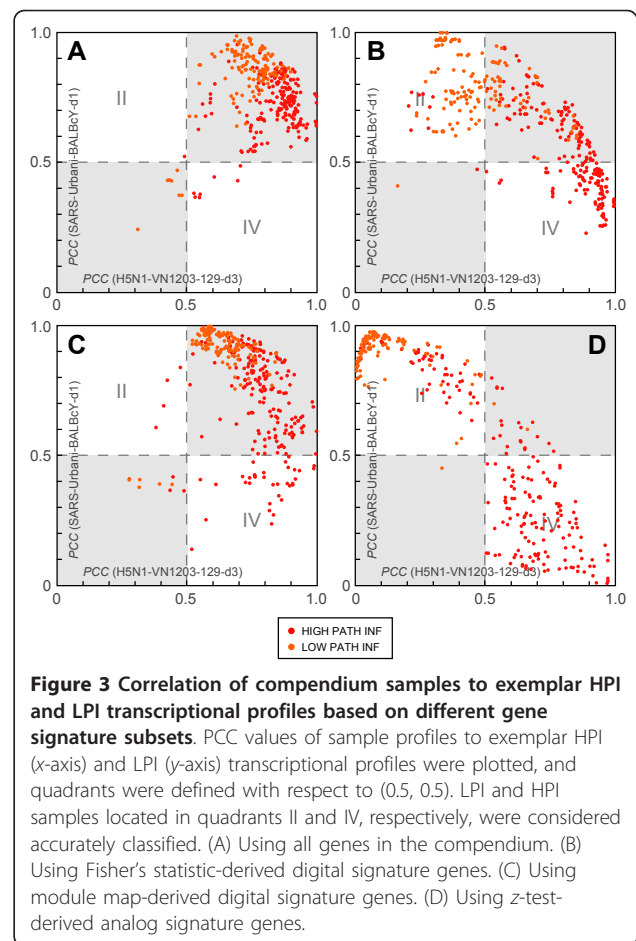 1.0
A
II
0.5
IV
PCC (SARS-Urbani-BALBcY-d1)
PCC (H5N1-VN1203-129-d3)
0
0
0.5
1.0
1.0
B
II
0.5
IV
PCC (SARS-Urbani-BALBcY-d1)
PCC (H5N1-VN1203-129-d3)
0
0
0.5
1.0
1.0
C
II
0.5
IV
PCC (SARS-Urbani-BALBcY-d1)
PCC (H5N1-VN1203-129-d3)
0
0
0.5
1.0
1.0
D
II
0.5
IV
PCC (SARS-Urbani-BALBcY-d1)
PCC (H5N1-VN1203-129-d3)
0
0
0.5
1.0
HIGH PATH INF
LOW PATH INF
Figure 3 Correlation of compendium samples to exemplar HPI
and LPI transcriptional profiles based on different gene
signature subsets. PCC values of sample profiles to exemplar HPI
(x-axis) and LPI (y-axis) transcriptional profiles were plotted, and
quadrants were defined with respect to (0.5, 0.5). LPI and HPI
samples located in quadrants II and IV, respectively, were considered
accurately classified. (A) Using all genes in the compendium. (B)
Using Fisher's statistic-derived digital signature genes. (C) Using
module map-derived digital signature genes. (D) Using z-test-
derived analog signature genes.